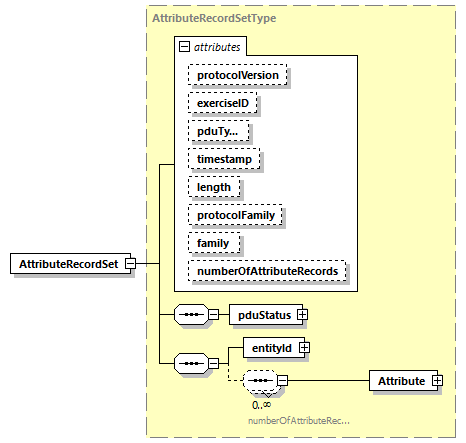 AttributeRecordSetType
attributes
protocolVersion
exerciseID
pduTy...
timestamp
length
protocolFamily
family
numberOfAttributeRecords
AttributeRecordSet
pduStatus
entityId
Attribute
0..∞
numberOfAttributeRec...